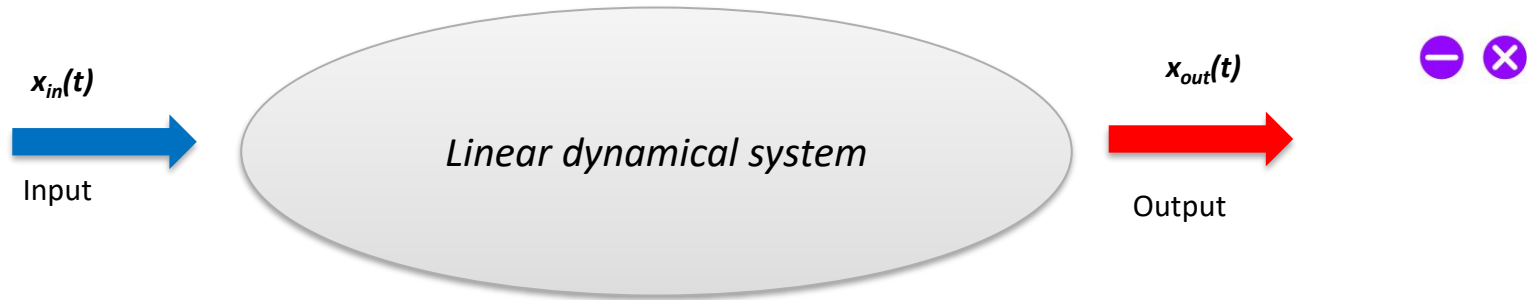 x_in(t)
Input
Linear dynamical system
x_out(t)
Output